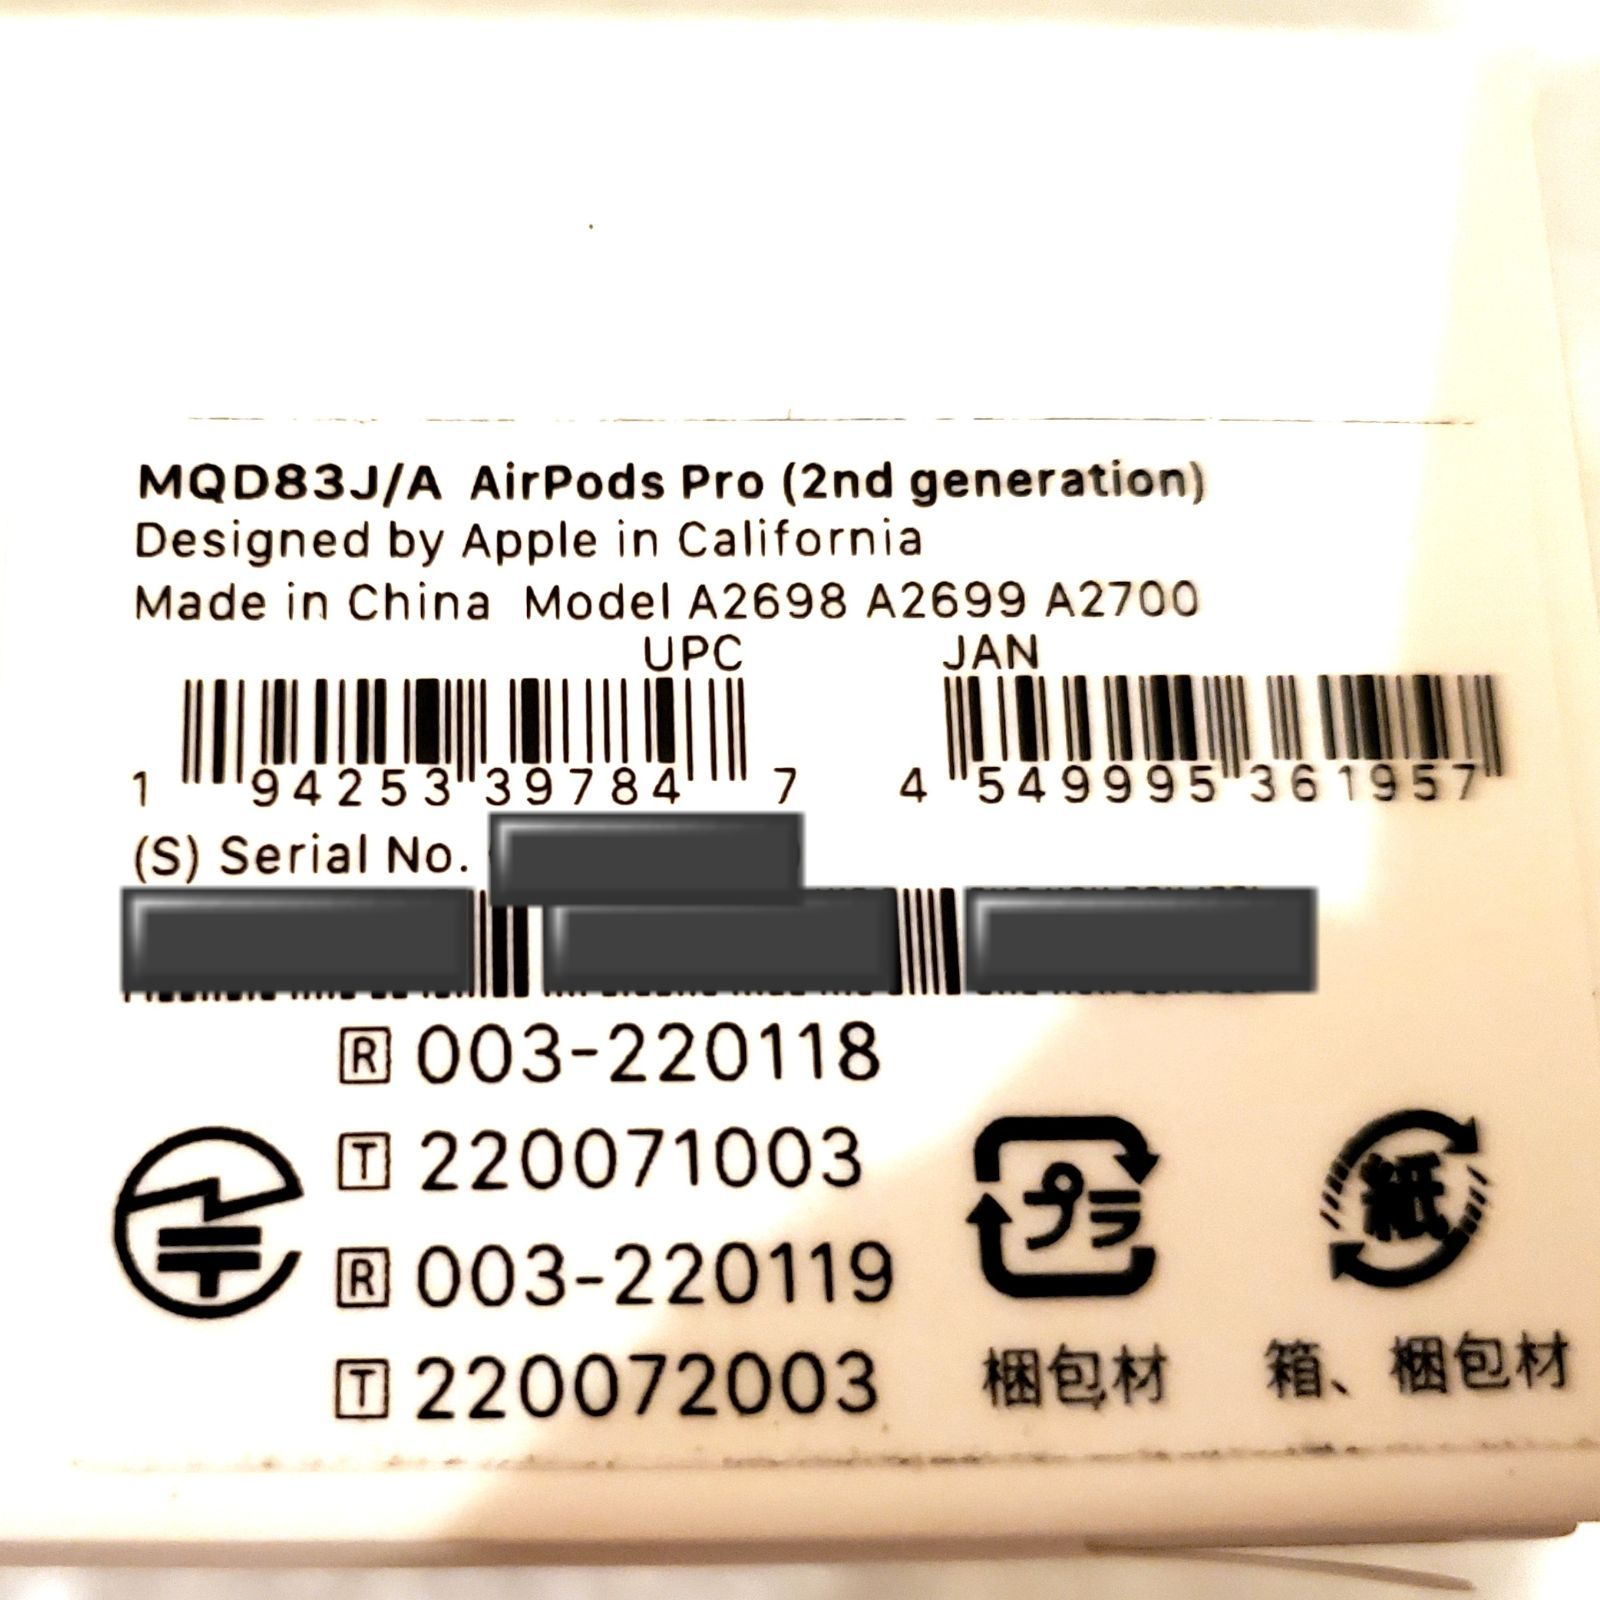 MQD83J/A AirPods Pro (2nd generation)
Designed by Apple in California
Made in China Model A2698 A2699 A2700
UPC JAN
1 94253 39784 7 4 549995 361957
(S) Serial No.
R 003-220118
T 220071003
R 003-220119
T 220072003
プラ 紙
梱包材 箱、梱包材